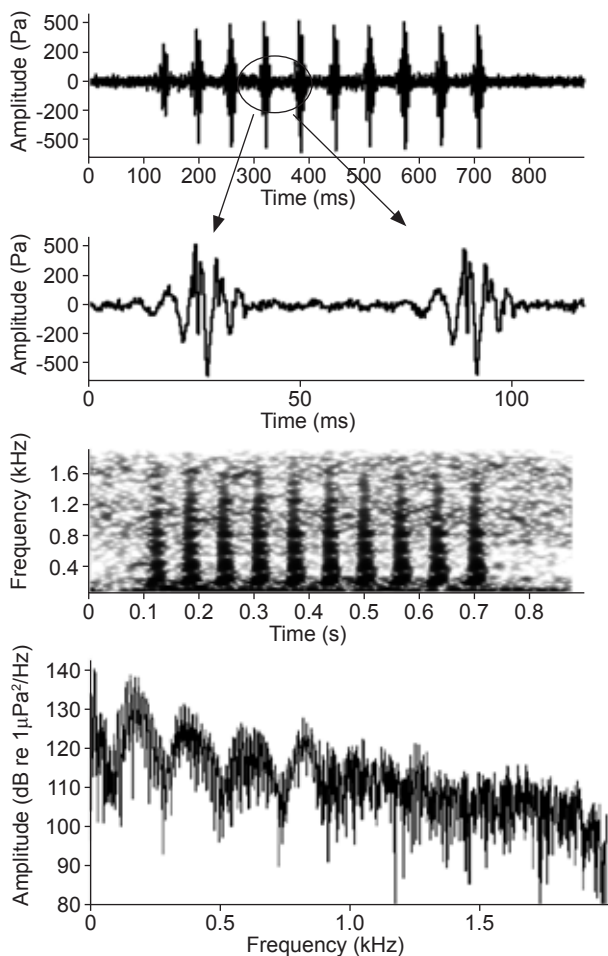 Amplitude (Pa)
500
200
0
-200
-500
0 100 200 300 400 500 600 700 800
Time (ms)
Amplitude (Pa)
500
200
0
-200
-500
0 50 100
Time (ms)
Frequency (kHz)
1.6
1.2
0.8
0.4
0 0.1 0.2 0.3 0.4 0.5 0.6 0.7 0.8
Time (s)
Amplitude (dB re 1μPa²/Hz)
140
130
120
110
100
90
80
0 0.5 1.0 1.5
Frequency (kHz)